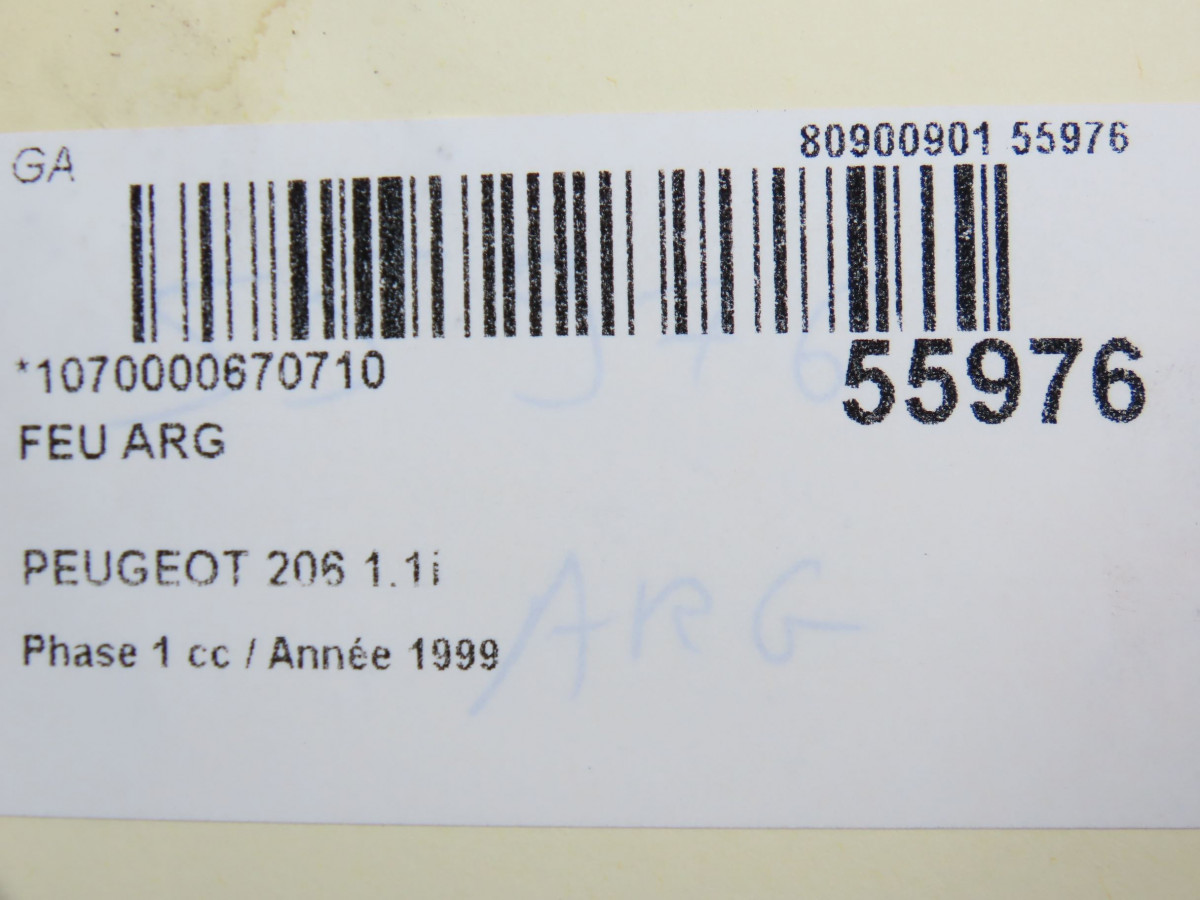 GA
80900901 55976
*1070000670710
55976
FEU ARG
PEUGEOT 206 1.1i
ARG
Phase 1 cc / Année 1999